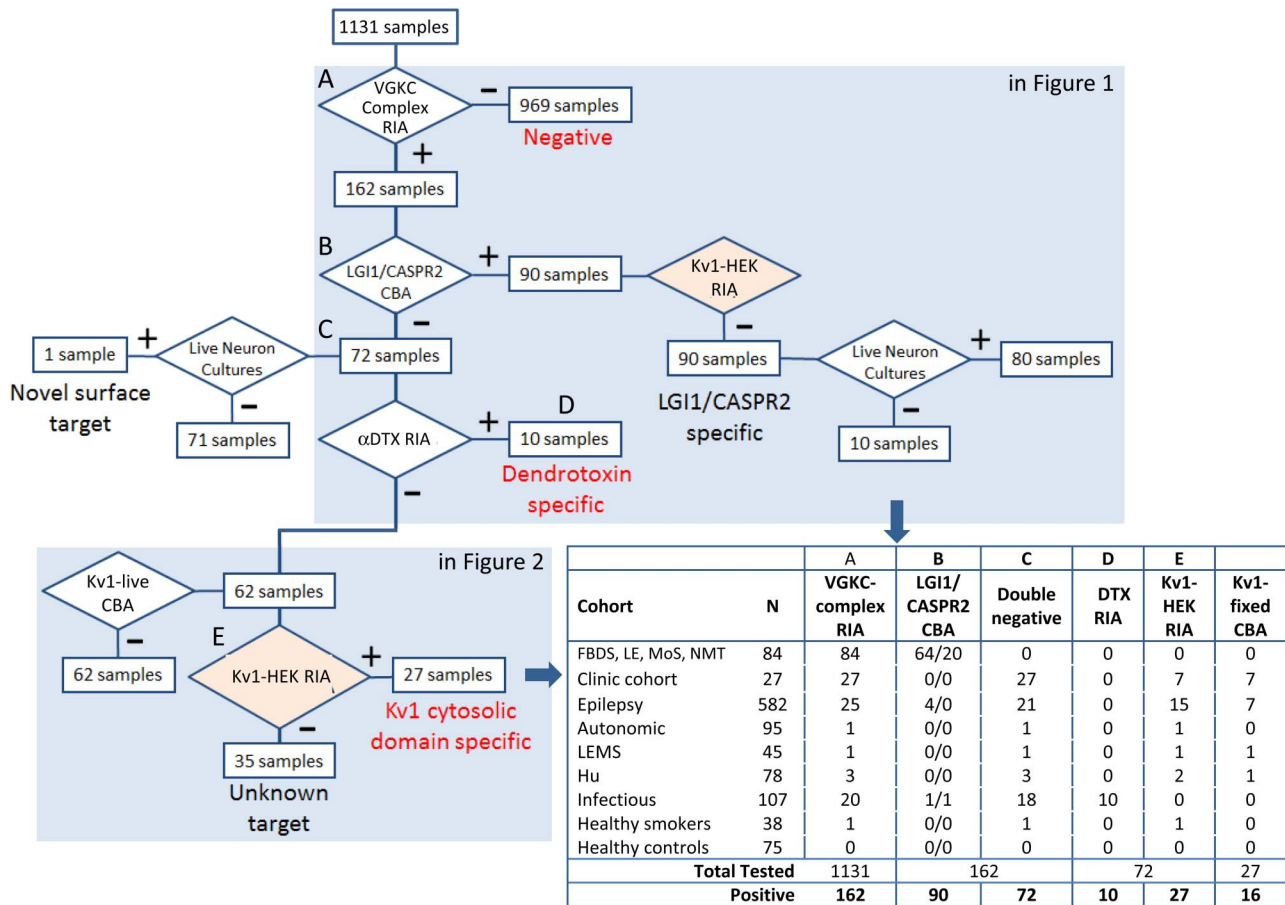 1131 samples
A
VGKC
Complex
RIA
−
969 samples
Negative
in Figure 1
+
162 samples
B
LGI1/CASPR2
CBA
+
90 samples
Kv1-HEK
RIA
−
−
C
1 sample
+
Live Neuron
Cultures
72 samples
90 samples
Live Neuron
Cultures
+
80 samples
Novel surface
target
−
71 samples
LGI1/CASPR2
specific
−
10 samples
αDTX RIA
+
D
10 samples
Dendrotoxin
specific
−
in Figure 2
Kv1-live
CBA
62 samples
−
62 samples
E
Kv1-HEK RIA
+
27 samples
Kv1 cytosolic
domain specific
−
35 samples
Unknown
target
A B C D E
Cohort N VGKC-complex RIA LGI1/CASPR2 CBA Double negative DTX RIA Kv1-HEK RIA Kv1-fixed CBA
FBDS, LE, MoS, NMT 84 84 64/20 0 0 0 0
Clinic cohort 27 27 0/0 27 0 7 7
Epilepsy 582 25 4/0 21 0 15 7
Autonomic 95 1 0/0 1 0 1 0
LEMS 45 1 0/0 1 0 1 1
Hu 78 3 0/0 3 0 2 1
Infectious 107 20 1/1 18 10 0 0
Healthy smokers 38 1 0/0 1 0 1 0
Healthy controls 75 0 0/0 0 0 0 0
Total Tested 1131 162 72 27
Positive 162 90 72 10 27 16